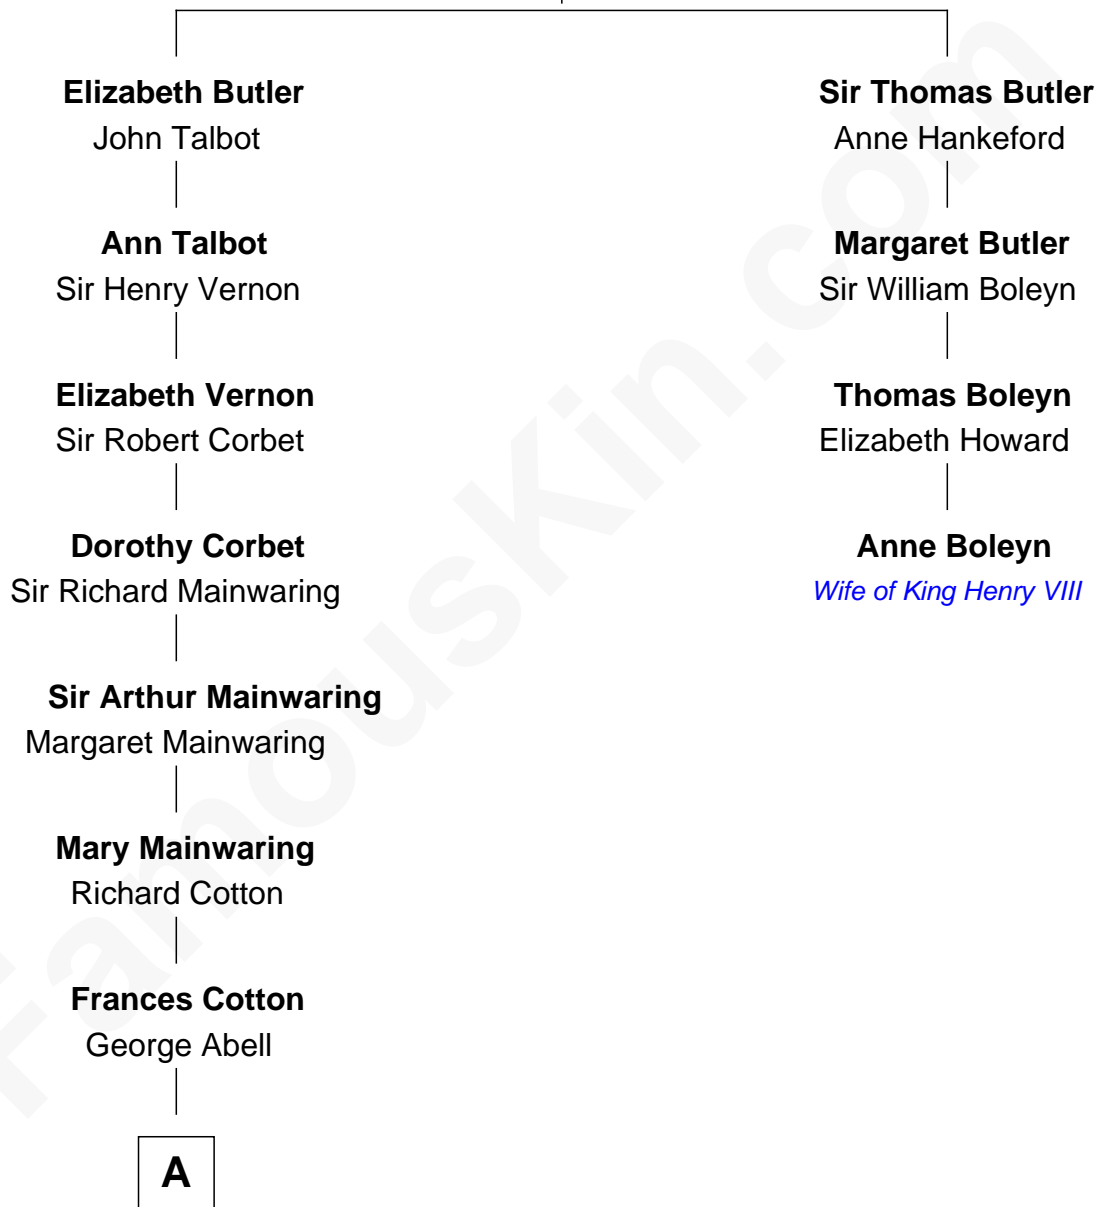 Elizabeth Butler
John Talbot
Ann Talbot
Sir Henry Vernon
Elizabeth Vernon
Sir Robert Corbet
Dorothy Corbet
Sir Richard Mainwaring
Sir Arthur Mainwaring
Margaret Mainwaring
Mary Mainwaring
Richard Cotton
Frances Cotton
George Abell
A
Sir Thomas Butler
Anne Hankeford
Margaret Butler
Sir William Boleyn
Thomas Boleyn
Elizabeth Howard
Anne Boleyn
Wife of King Henry VIII
FamousKin.com